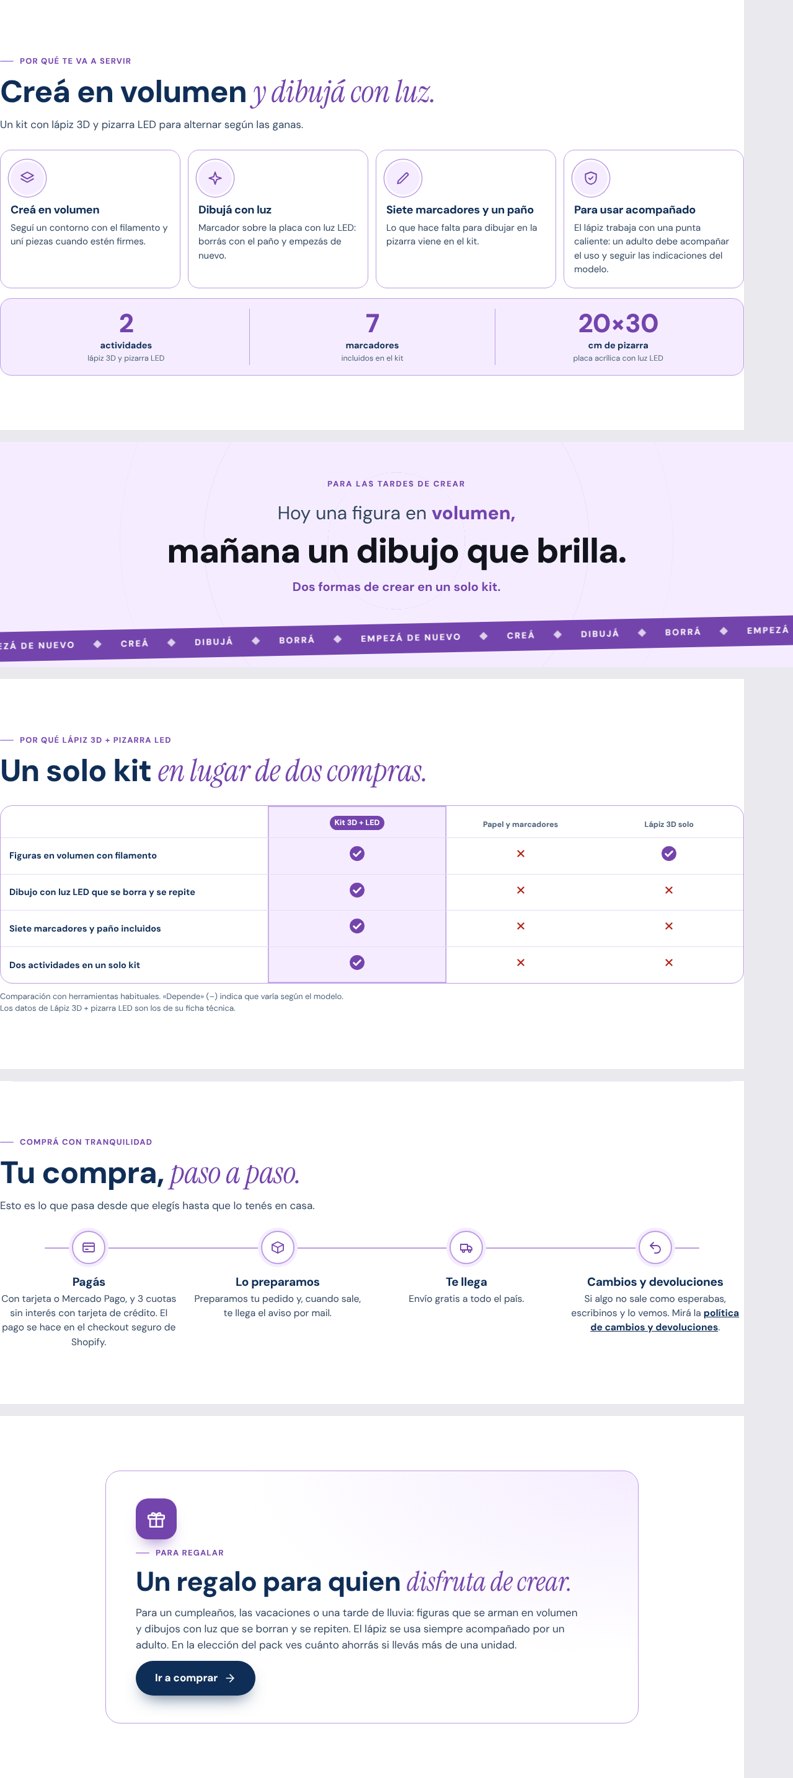 POR QUÉ TE VA A SERVIR
Creá en volumen y dibujá con luz.
Un kit con lápiz 3D y pizarra LED para alternar según las ganas.
Creá en volumen
Seguí un contorno con el filamento y
uní piezas cuando estén firmes.
Dibujá con luz
Marcador sobre la placa con luz LED:
borrás con el paño y empezás de
nuevo.
Siete marcadores y un paño
Lo que hace falta para dibujar en la
pizarra viene en el kit.
Para usar acompañado
El lápiz trabaja con una punta
caliente: un adulto debe acompañar
el uso y seguir las indicaciones del
modelo.
2
actividades
lápiz 3D y pizarra LED
7
marcadores
incluidos en el kit
20×30
cm de pizarra
placa acrílica con luz LED
PARA LAS TARDES DE CREAR
Hoy una figura en volumen,
mañana un dibujo que brilla.
Dos formas de crear en un solo kit.
EZÁ DE NUEVO ◆ CREÁ ◆ DIBUJÁ ◆ BORRÁ ◆ EMPEZÁ DE NUEVO ◆ CREÁ ◆ DIBUJÁ ◆ BORRÁ ◆ EMPEZÁ
POR QUÉ LÁPIZ 3D + PIZARRA LED
Un solo kit en lugar de dos compras.
Kit 3D + LED Papel y marcadores Lápiz 3D solo
Figuras en volumen con filamento
Dibujo con luz LED que se borra y se repite
Siete marcadores y paño incluidos
Dos actividades en un solo kit
Comparación con herramientas habituales. «Depende» (–) indica que varía según el modelo.
Los datos de Lápiz 3D + pizarra LED son los de su ficha técnica.
COMPRÁ CON TRANQUILIDAD
Tu compra, paso a paso.
Esto es lo que pasa desde que elegís hasta que lo tenés en casa.
Pagás
Con tarjeta o Mercado Pago, y 3 cuotas
sin interés con tarjeta de crédito. El
pago se hace en el checkout seguro de
Shopify.
Lo preparamos
Preparamos tu pedido y, cuando sale,
te llega el aviso por mail.
Te llega
Envío gratis a todo el país.
Cambios y devoluciones
Si algo no sale como esperabas,
escribinos y lo vemos. Mirá la política
de cambios y devoluciones.
PARA REGALAR
Un regalo para quien disfruta de crear.
Para un cumpleaños, las vacaciones o una tarde de lluvia: figuras que se arman en volumen
y dibujos con luz que se borran y se repiten. El lápiz se usa siempre acompañado por un
adulto. En la elección del pack ves cuánto ahorrás si llevás más de una unidad.
Ir a comprar →